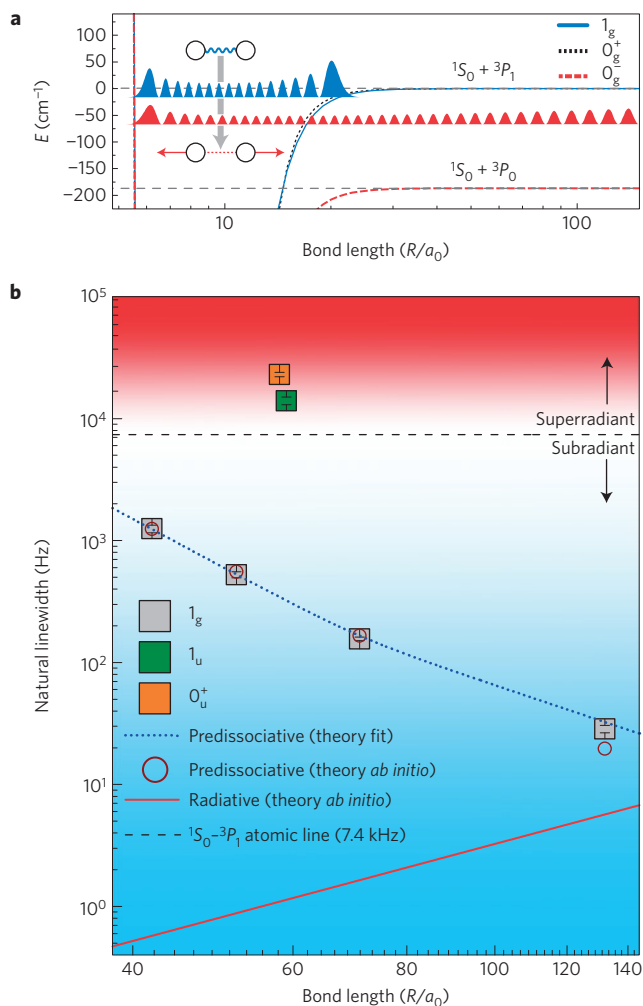 a
100
50
0
−50
−100
−150
−200
E (cm⁻¹)
1g
0g⁺
0g⁻
¹S₀ + ³P₁
¹S₀ + ³P₀
10
100
Bond length (R/a₀)
b
10⁵
10⁴
10³
10²
10¹
10⁰
Natural linewidth (Hz)
Superradiant
Subradiant
1g
1u
0u⁺
Predissociative (theory fit)
Predissociative (theory ab initio)
Radiative (theory ab initio)
¹S₀–³P₁ atomic line (7.4 kHz)
40
60
80
100
120
140
Bond length (R/a₀)